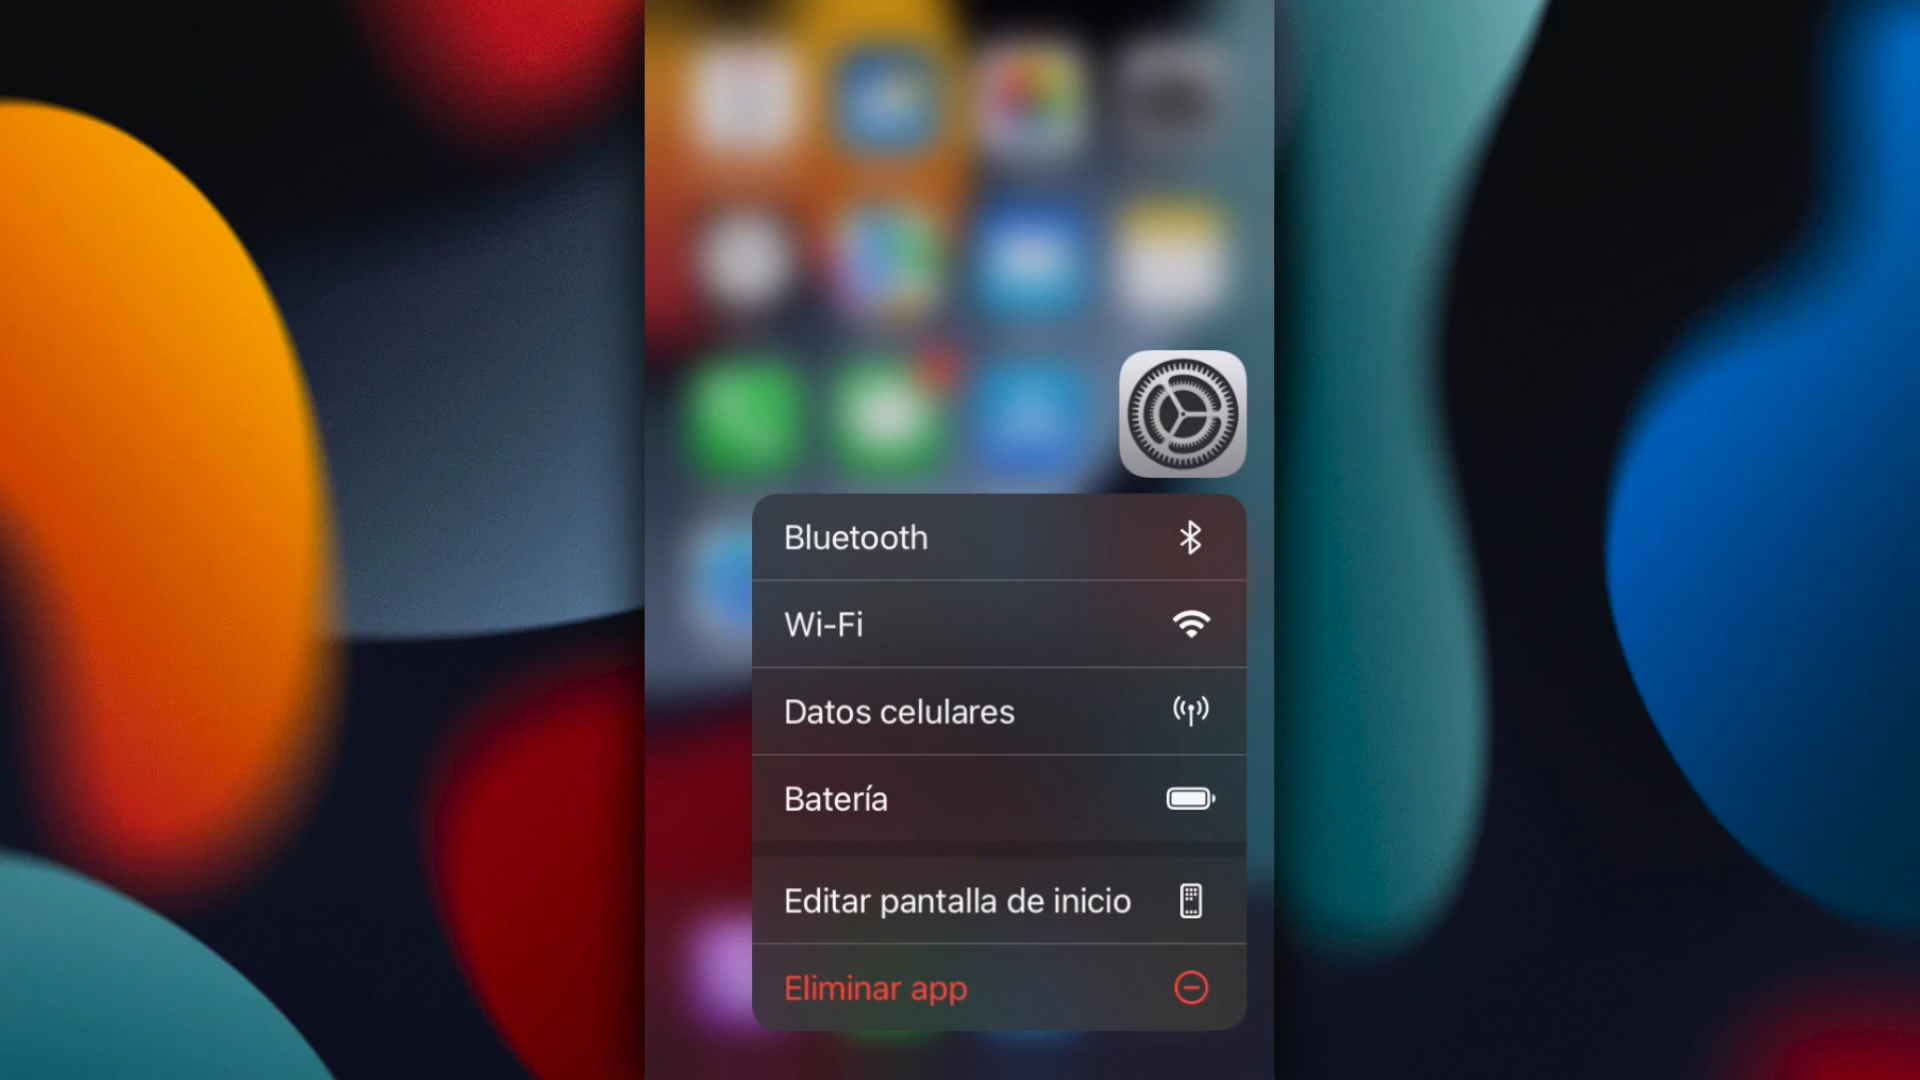 Bluetooth
Wi-Fi
Datos celulares
Batería
Editar pantalla de inicio
Eliminar app